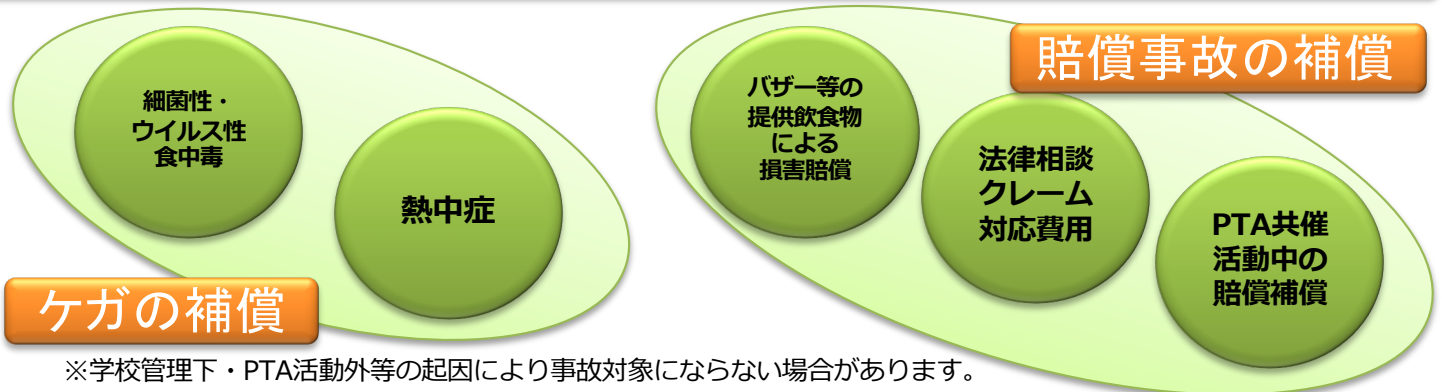 細菌性・
ウイルス性
食中毒
熱中症
ケガの補償
賠償事故の補償
バザー等の
提供飲食物
による
損害賠償
法律相談
クレーム
対応費用
PTA共催
活動中の
賠償補償
※学校管理下・PTA活動外等の起因により事故対象にならない場合があります。